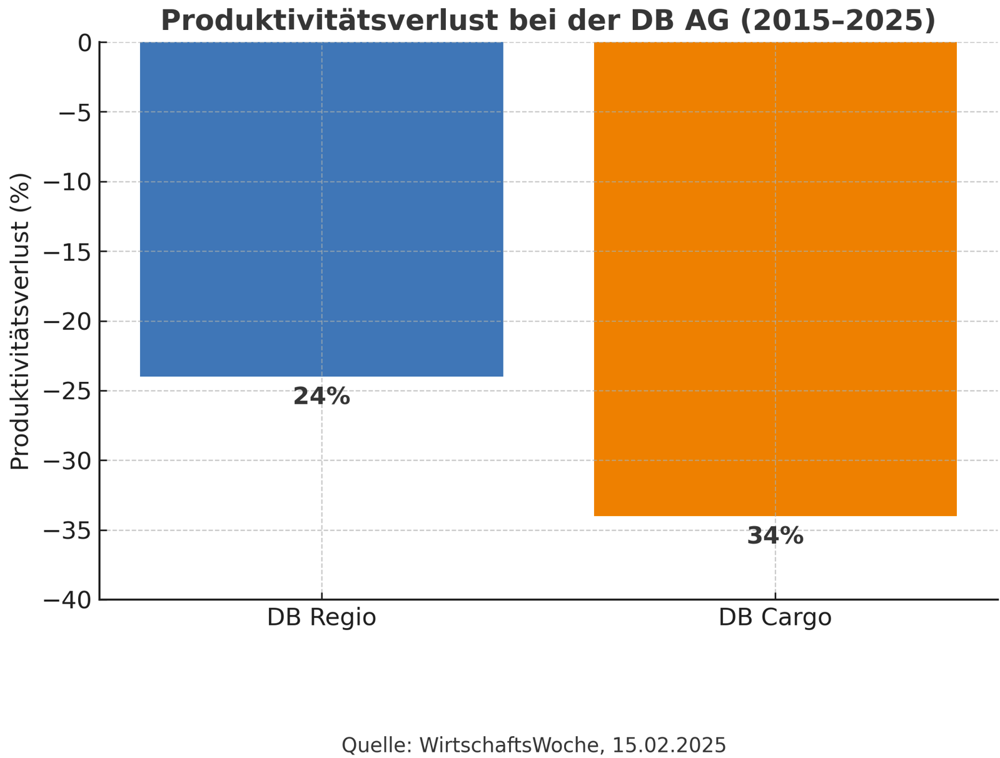 Produktivitätsverlust bei der DB AG (2015–2025)
Produktivitätsverlust (%)
0
−5
−10
−15
−20
−25
−30
−35
−40
24%
34%
DB Regio
DB Cargo
Quelle: WirtschaftsWoche, 15.02.2025